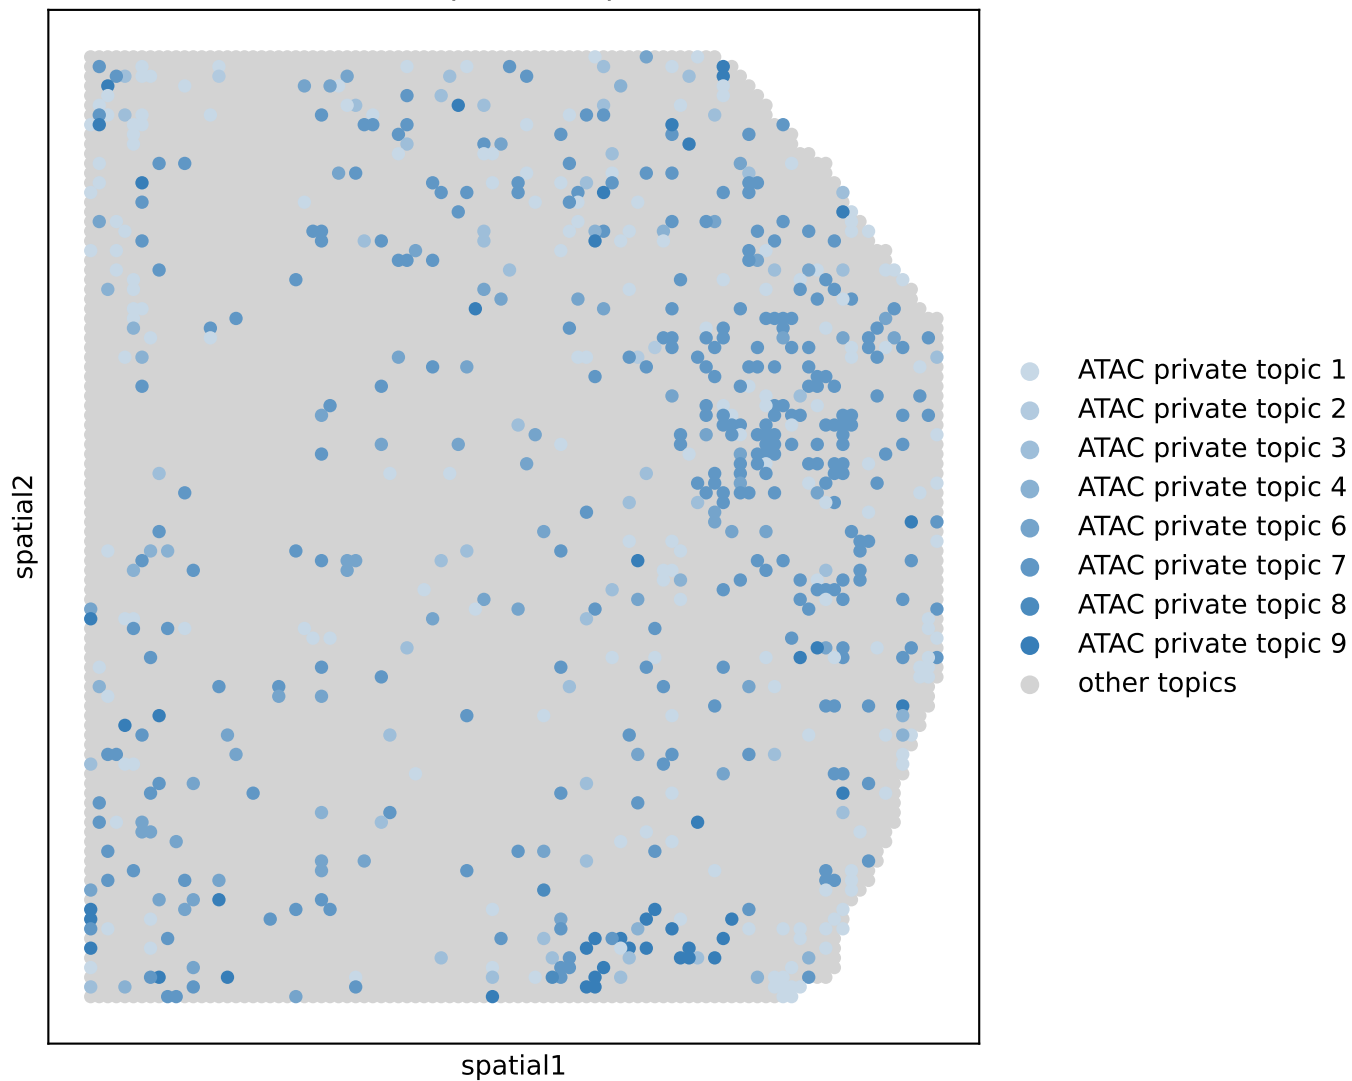 ATAC private topic 1
ATAC private topic 2
ATAC private topic 3
ATAC private topic 4
ATAC private topic 6
ATAC private topic 7
ATAC private topic 8
ATAC private topic 9
other topics
spatial2
spatial1